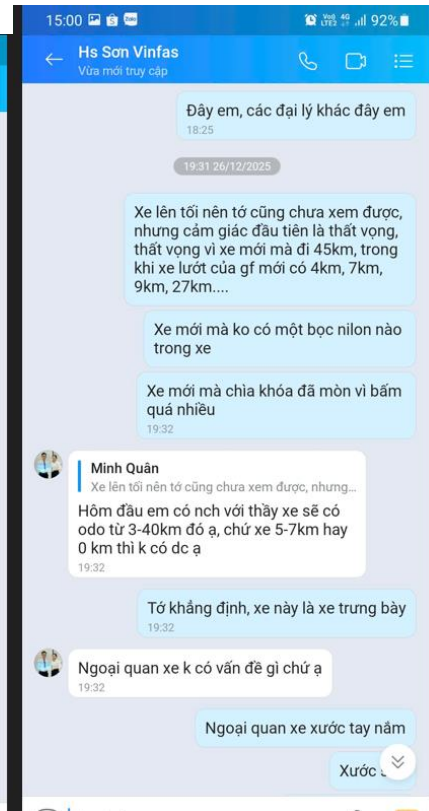 15:00 92%
Hs Sơn Vinfas
Vừa mới truy cập
Đây em, các đại lý khác đây em
18:25
19:31 26/12/2025
Xe lên tối nên tớ cũng chưa xem được,
nhưng cảm giác đầu tiên là thất vọng,
thất vọng vì xe mới mà đi 45km, trong
khi xe lướt của gf mới có 4km, 7km,
9km, 27km....
Xe mới mà ko có một bọc nilon nào
trong xe
Xe mới mà chìa khóa đã mòn vì bấm
quá nhiều
19:32
Minh Quân
Xe lên tối nên tớ cũng chưa xem được, nhưng...
Hôm đầu em có nch với thầy xe sẽ có
odo từ 3-40km đó ạ, chứ xe 5-7km hay
0 km thì k có dc ạ
19:32
Tớ khẳng định, xe này là xe trưng bày
19:32
Ngoại quan xe k có vấn đề gì chứ ạ
19:32
Ngoại quan xe xước tay nắm
Xước